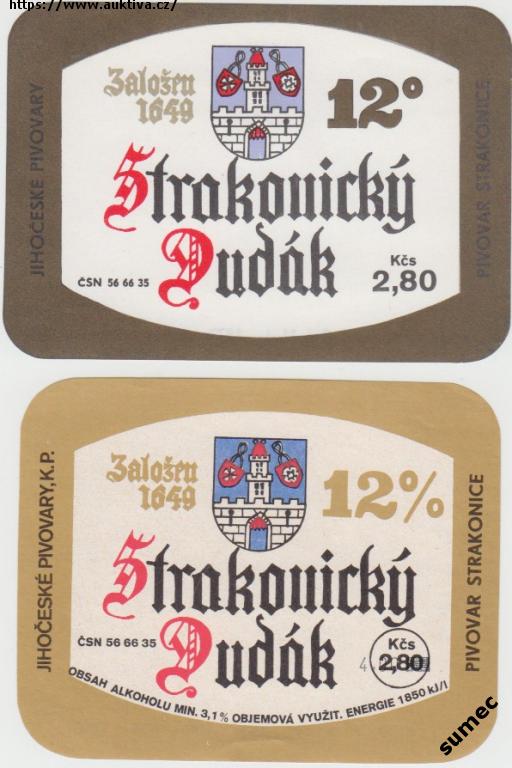 https://www.auktiva.cz/
JIHOČESKÉ PIVOVARY
Založen
1649
12°
Strakonický
Dudák
ČSN 56 66 35
Kčs
2,80
PIVOVAR STRAKONICE
JIHOČESKÉ PIVOVARY, K.P.
Založen
1649
12%
Strakonický
Dudák
ČSN 56 66 35
Kčs
4 2,80
OBSAH ALKOHOLU MIN. 3,1% OBJEMOVÁ VYUŽIT. ENERGIE 1850 kJ/l
PIVOVAR STRAKONICE
sumec